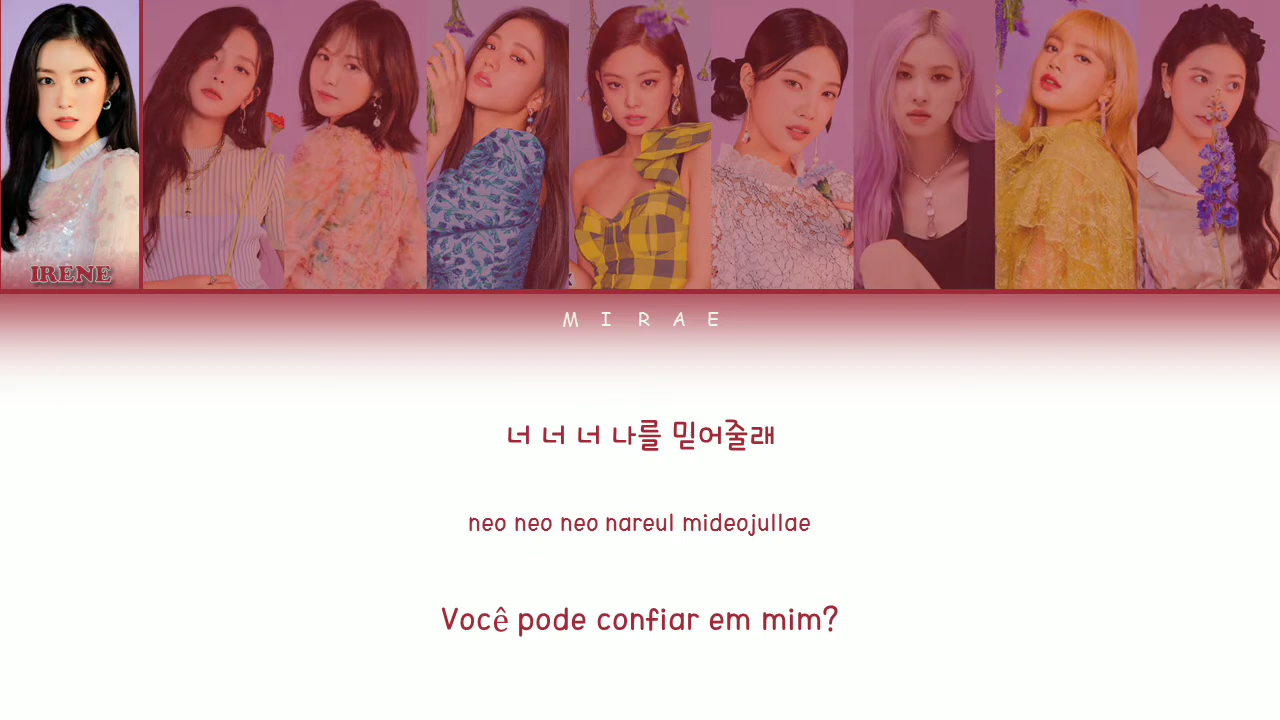 IRENE
MIRAE
너 너 너 나를 믿어줄래
neo neo neo nareul mideojullae
Você pode confiar em mim?